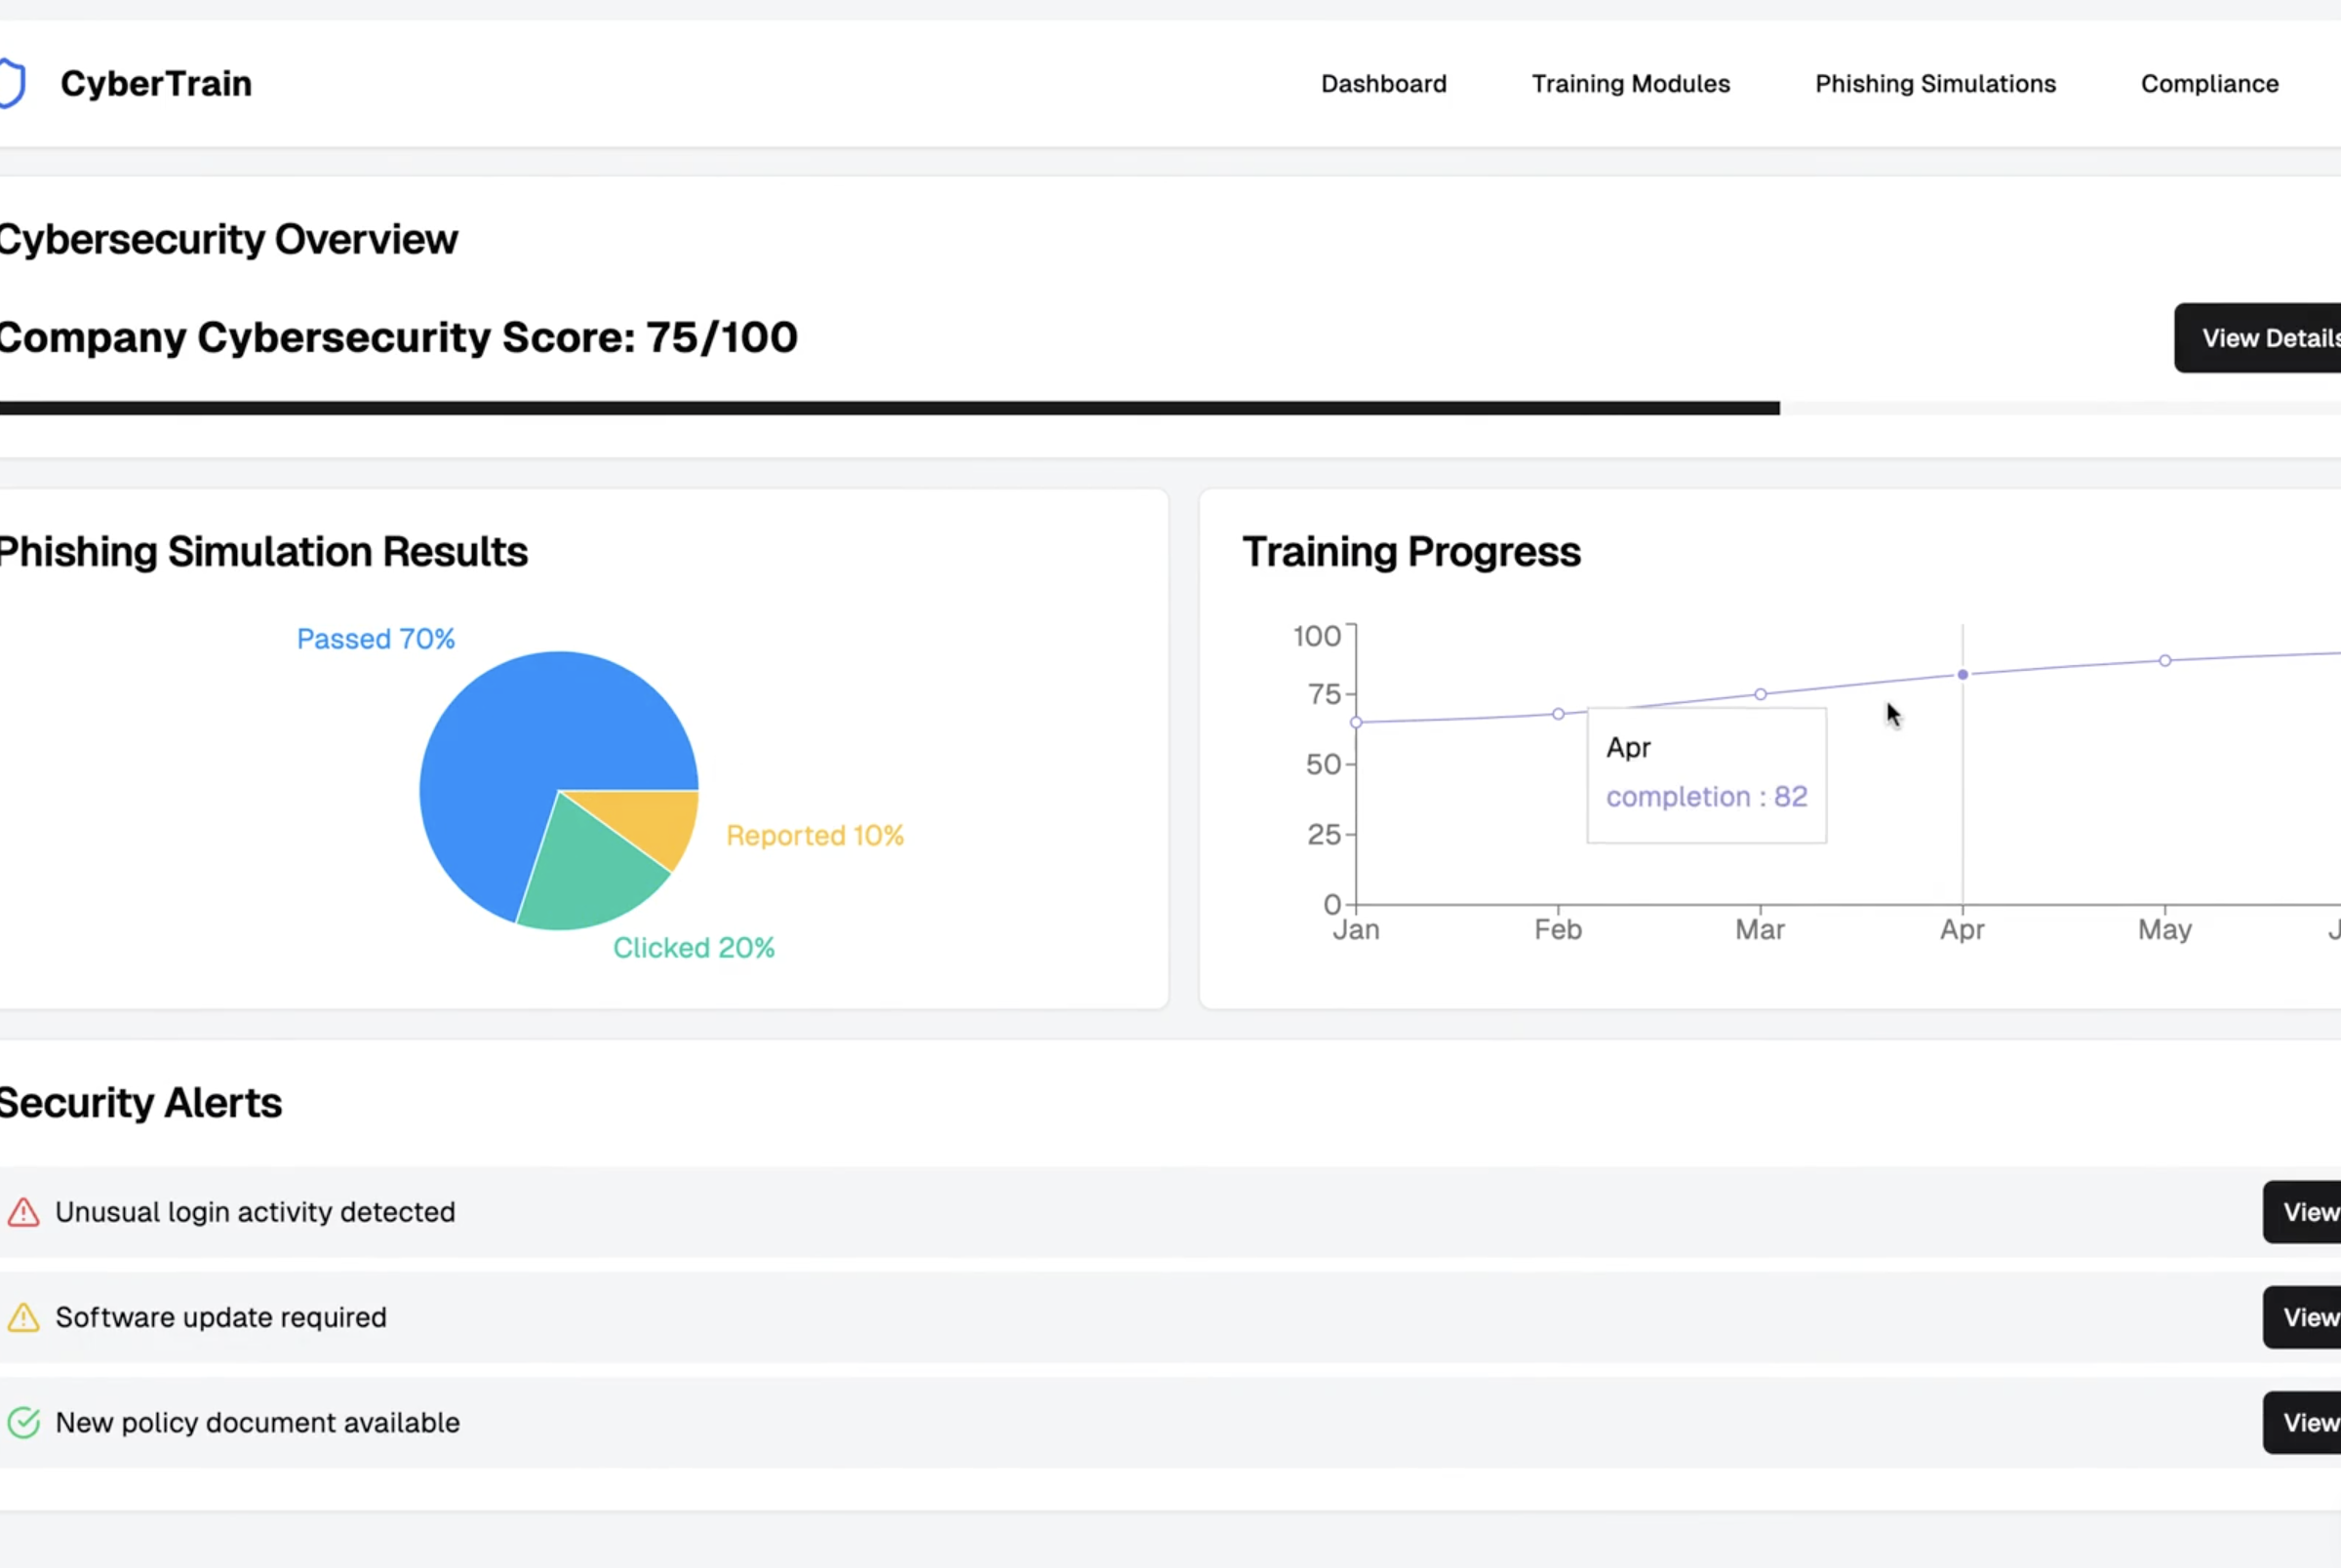 CyberTrain
Dashboard
Training Modules
Phishing Simulations
Compliance
Cybersecurity Overview
Company Cybersecurity Score: 75/100
View Details
Phishing Simulation Results
Passed 70%
Reported 10%
Clicked 20%
Training Progress
100
75
50
25
0
Apr
completion : 82
Jan
Feb
Mar
Apr
May
Security Alerts
Unusual login activity detected
View
Software update required
View
New policy document available
View